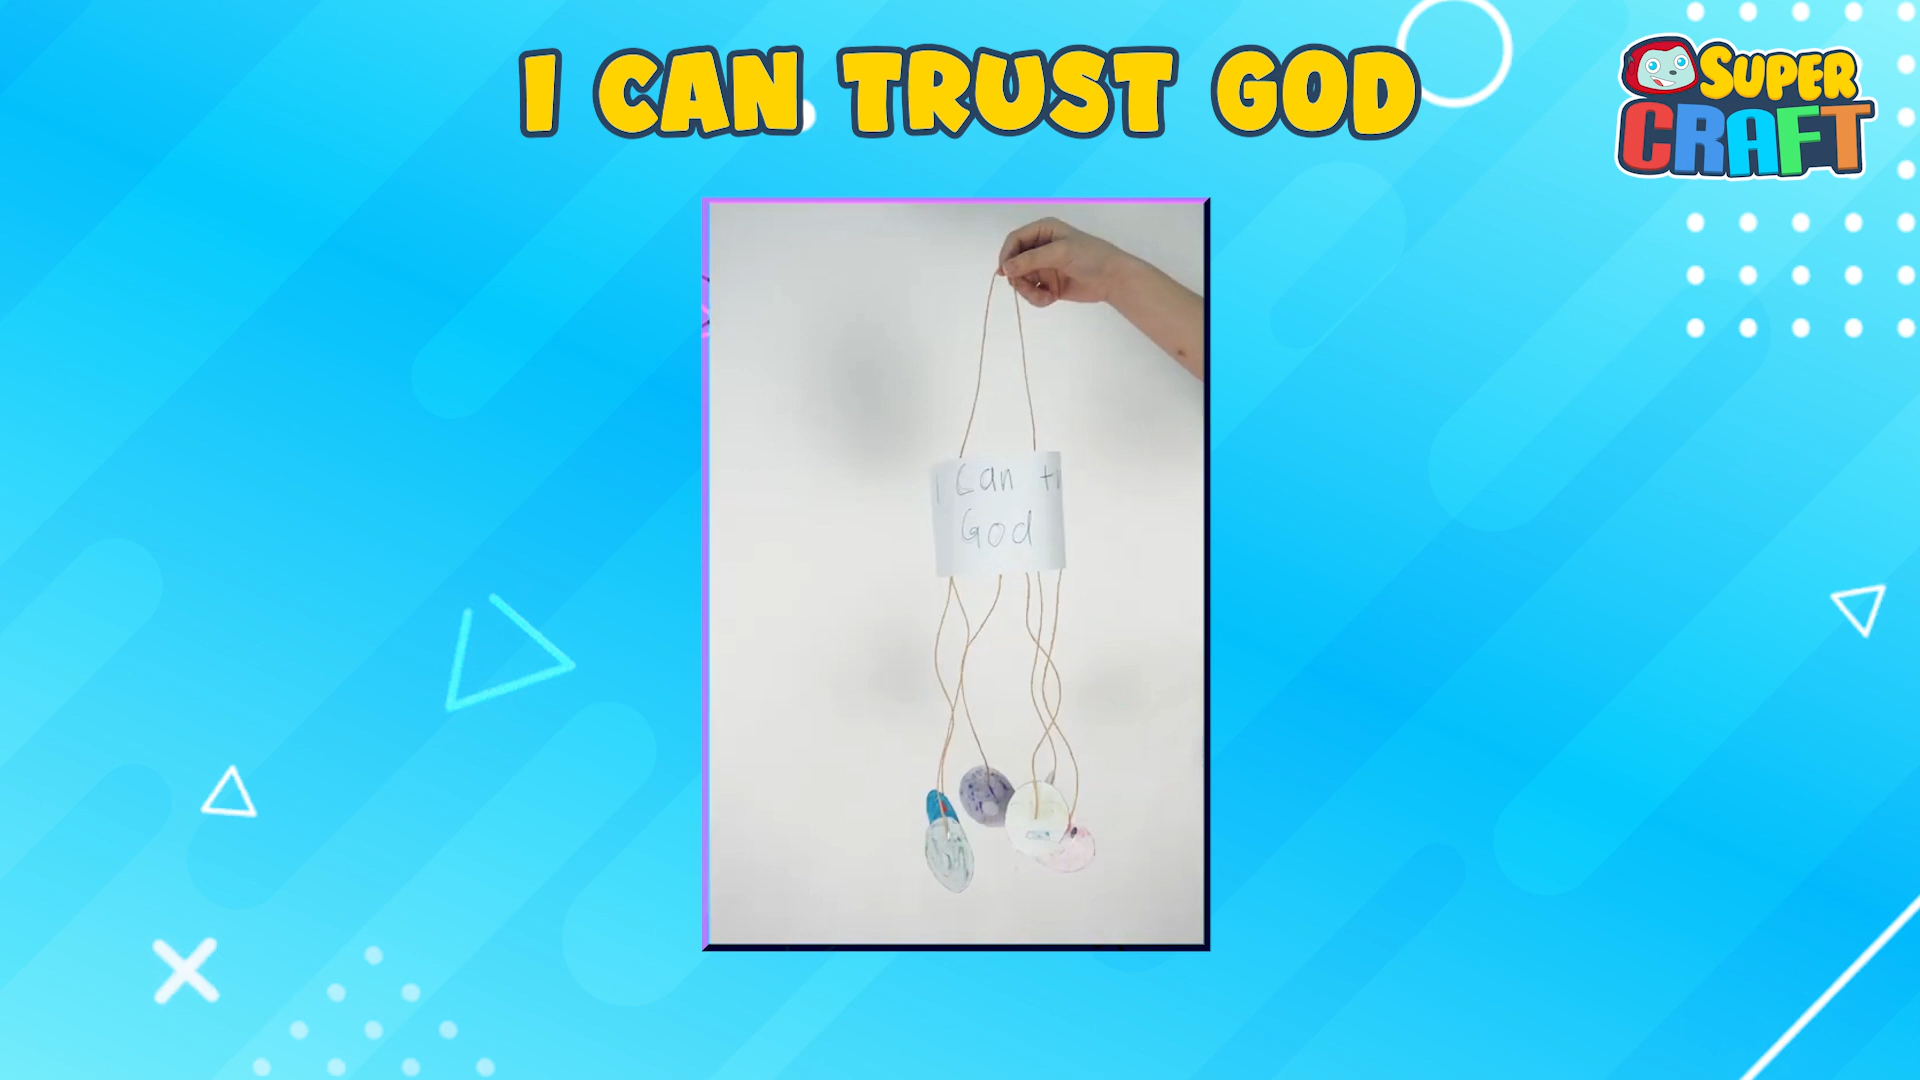 I CAN TRUST GOD
SUPER
CRAFT
I Can
God